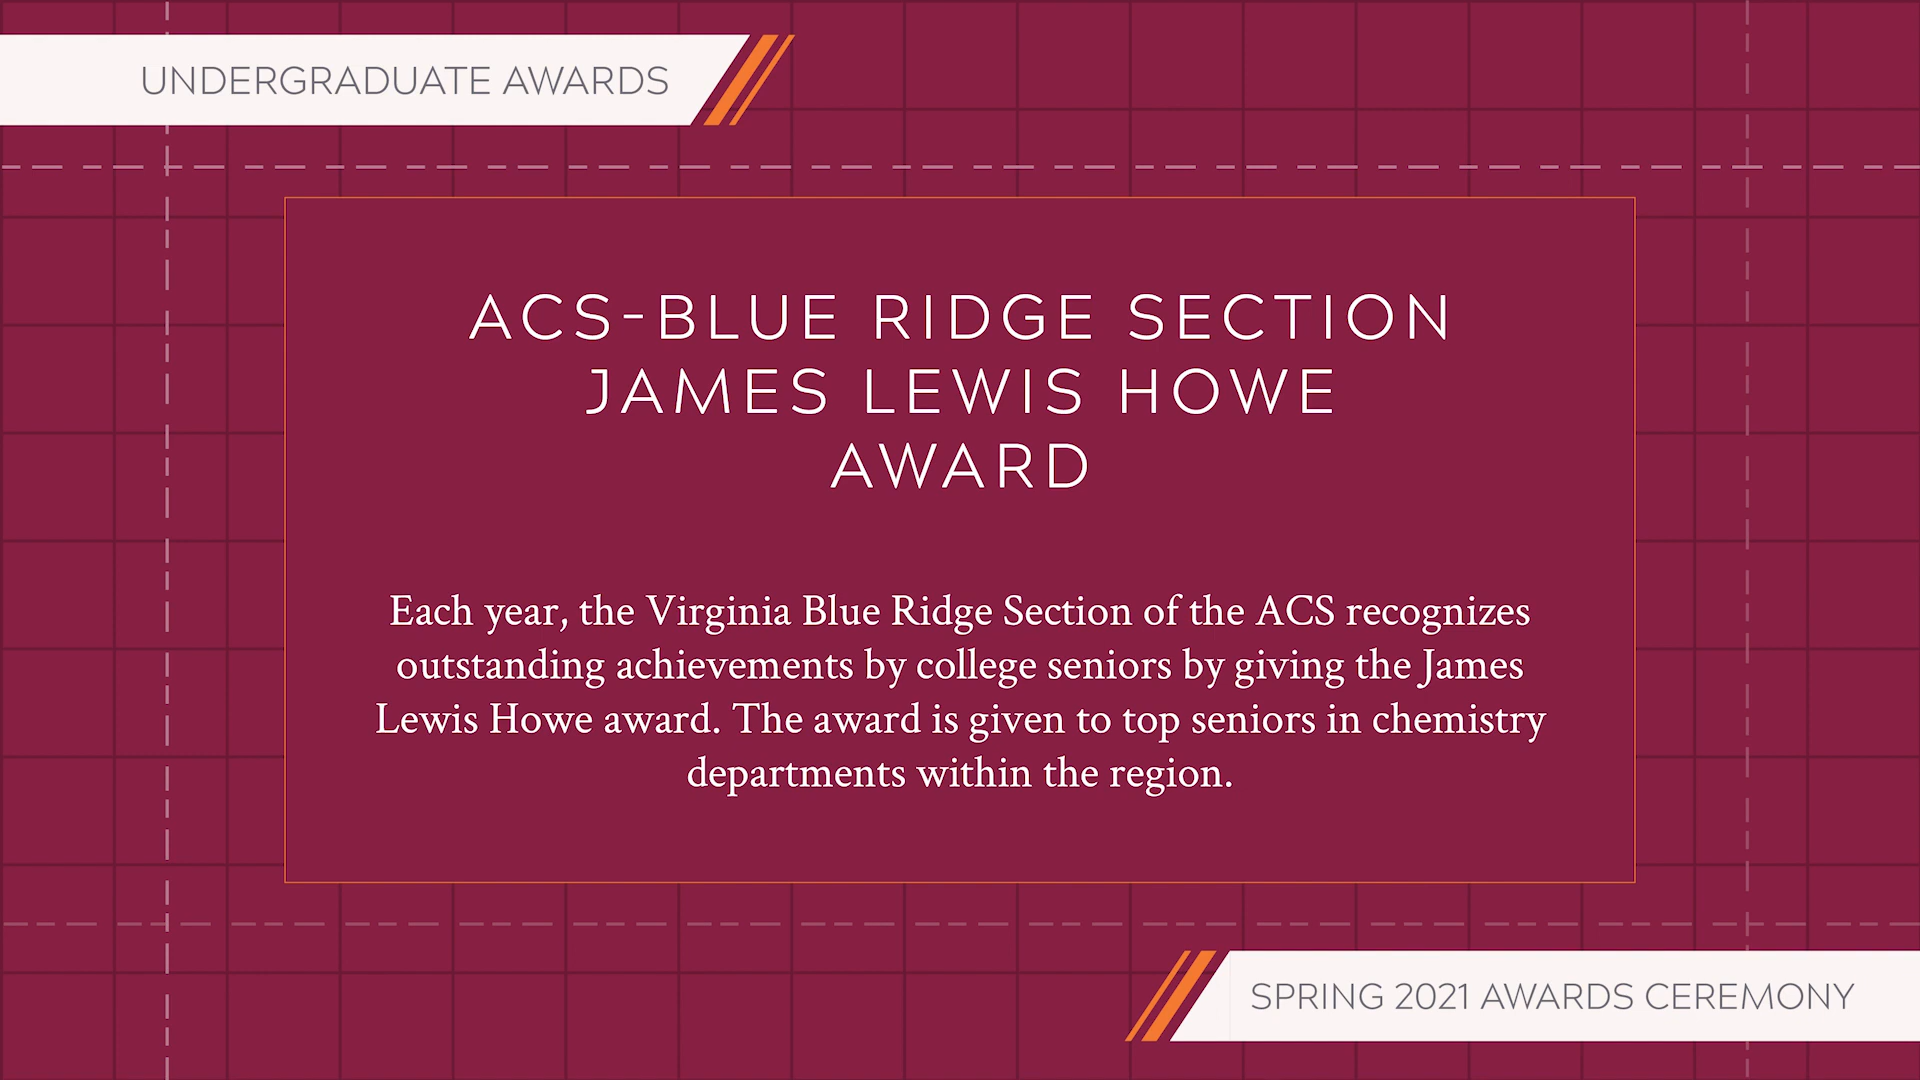 UNDERGRADUATE AWARDS
ACS-BLUE RIDGE SECTION
JAMES LEWIS HOWE
AWARD
Each year, the Virginia Blue Ridge Section of the ACS recognizes
outstanding achievements by college seniors by giving the James
Lewis Howe award. The award is given to top seniors in chemistry
departments within the region.
SPRING 2021 AWARDS CEREMONY